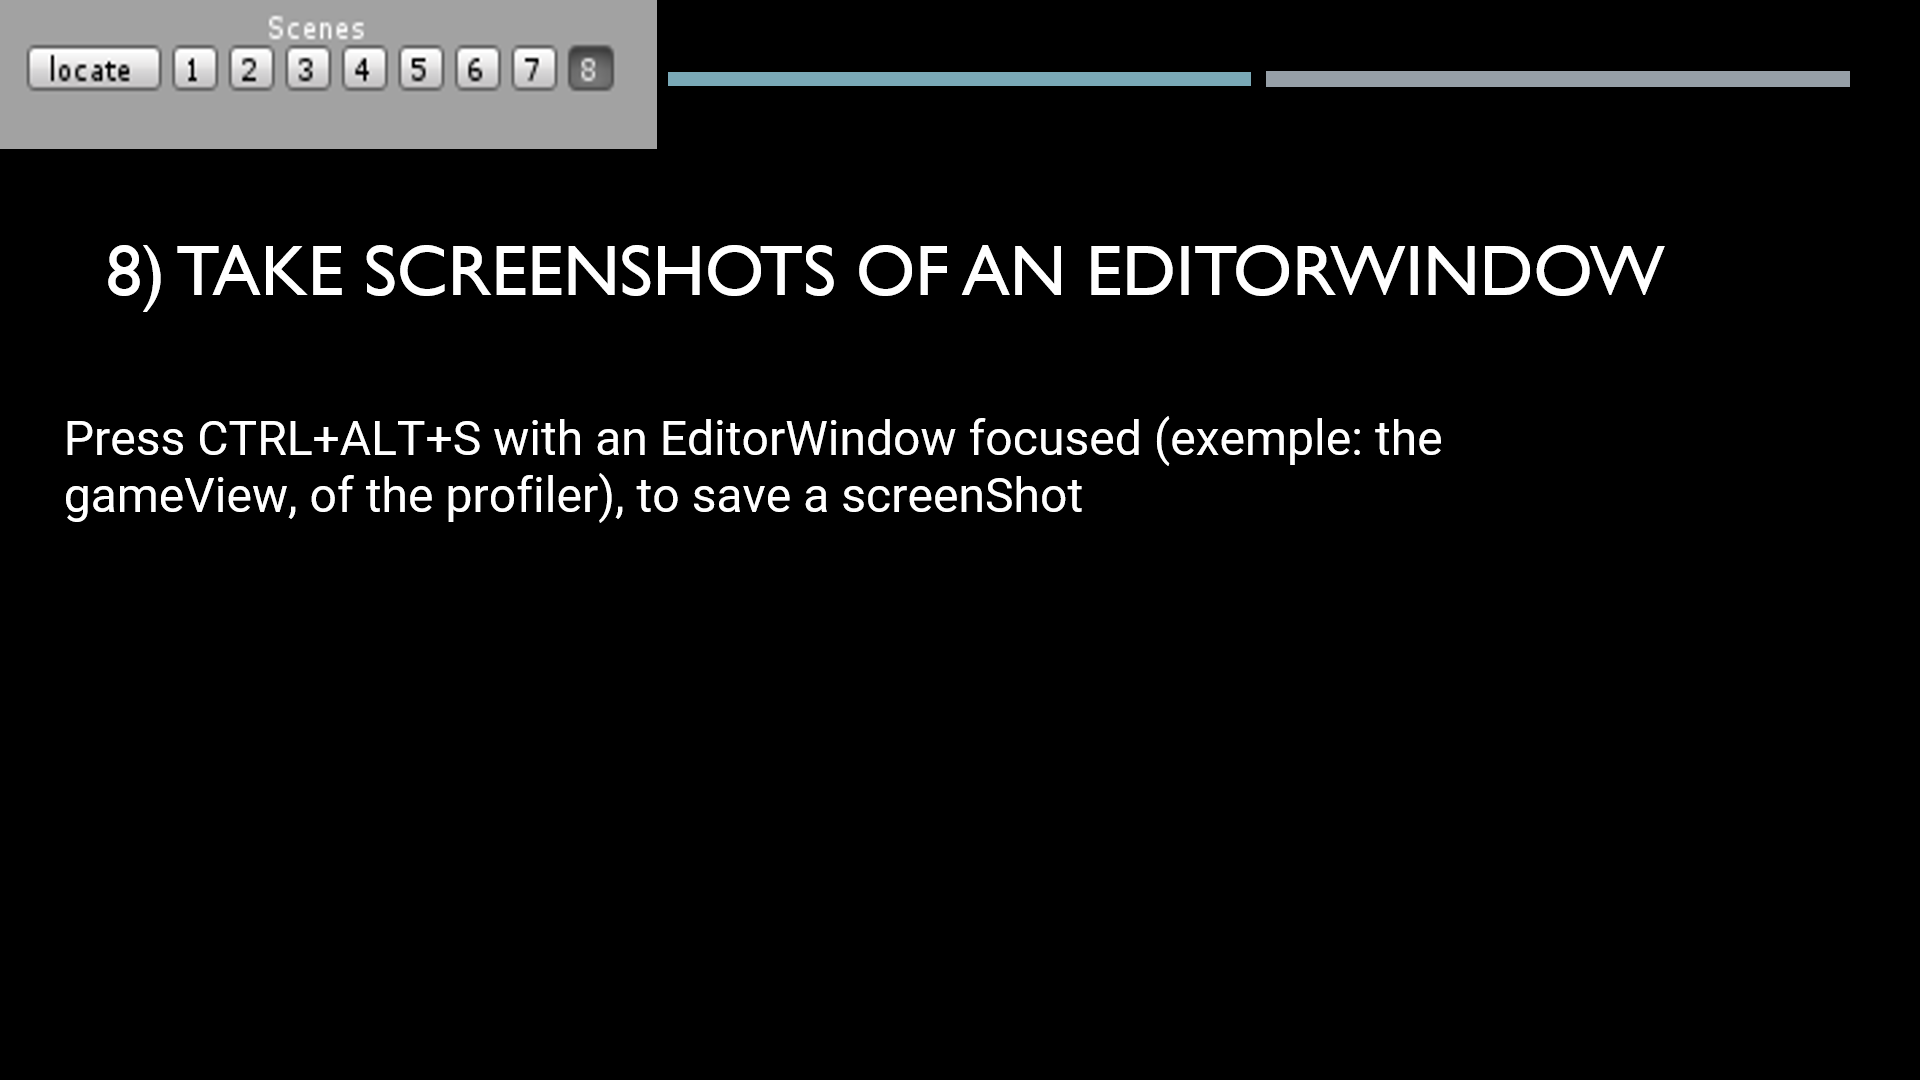 Scenes
locate 1 2 3 4 5 6 7 8
8) TAKE SCREENSHOTS OF AN EDITORWINDOW
Press CTRL+ALT+S with an EditorWindow focused (exemple: the
gameView, of the profiler), to save a screenShot